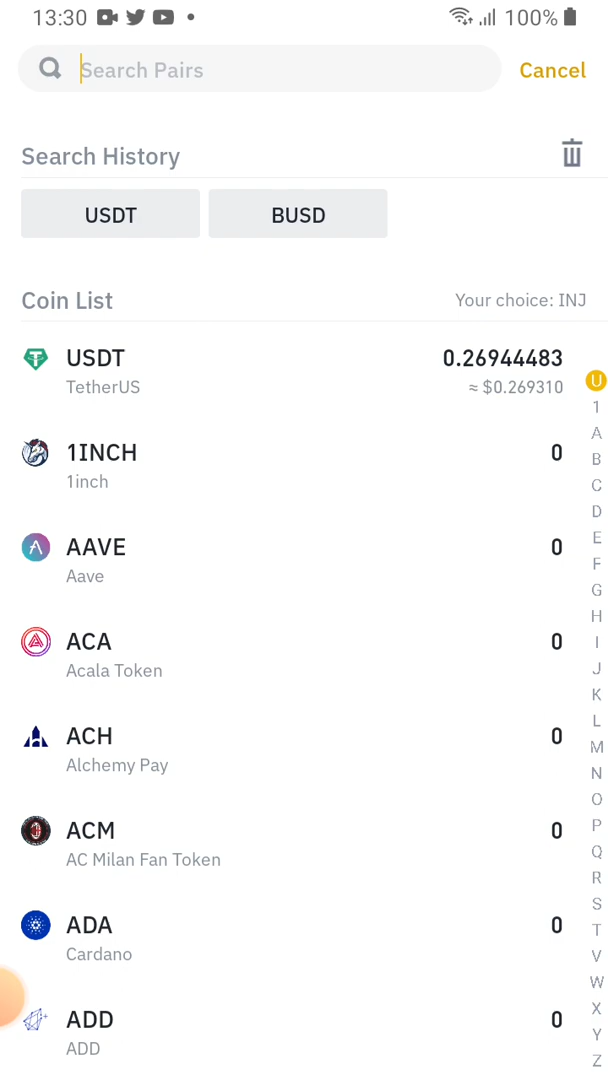 13:30 100%
Search Pairs Cancel
Search History
USDT BUSD
Coin List Your choice: INJ
USDT 0.26944483
TetherUS ≈ $0.269310
U
1
1INCH 0
1inch
A
B
C
D
AAVE 0
Aave
E
F
G
H
ACA 0
Acala Token
I
J
K
L
ACH 0
Alchemy Pay
M
N
O
P
ACM 0
AC Milan Fan Token
Q
R
S
ADA 0
Cardano
T
V
W
X
ADD 0
ADD
Y
Z